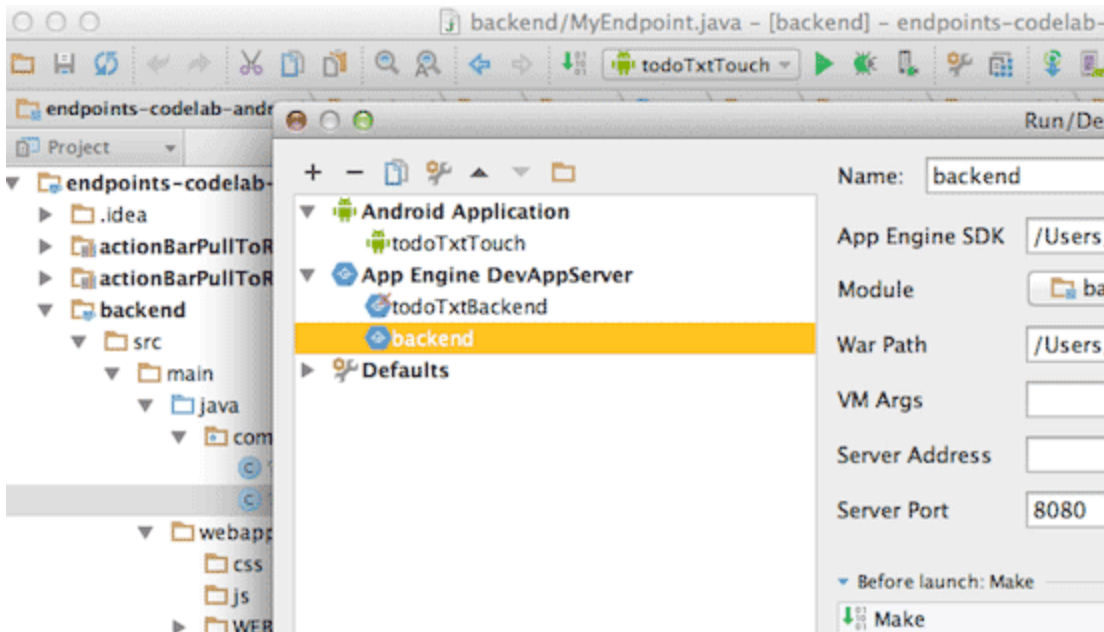 backend/MyEndpoint.java – [backend] – endpoints-codelab-
todoTxtTouch
endpoints-codelab-andr
Run/De
Project
endpoints-codelab-
.idea
actionBarPullToR
actionBarPullToR
backend
src
main
java
com
webapp
css
js
WEB
Android Application
todoTxtTouch
App Engine DevAppServer
todoTxtBackend
backend
Defaults
Name: backend
App Engine SDK /Users
Module ba
War Path /Users
VM Args
Server Address
Server Port 8080
Before launch: Make
Make